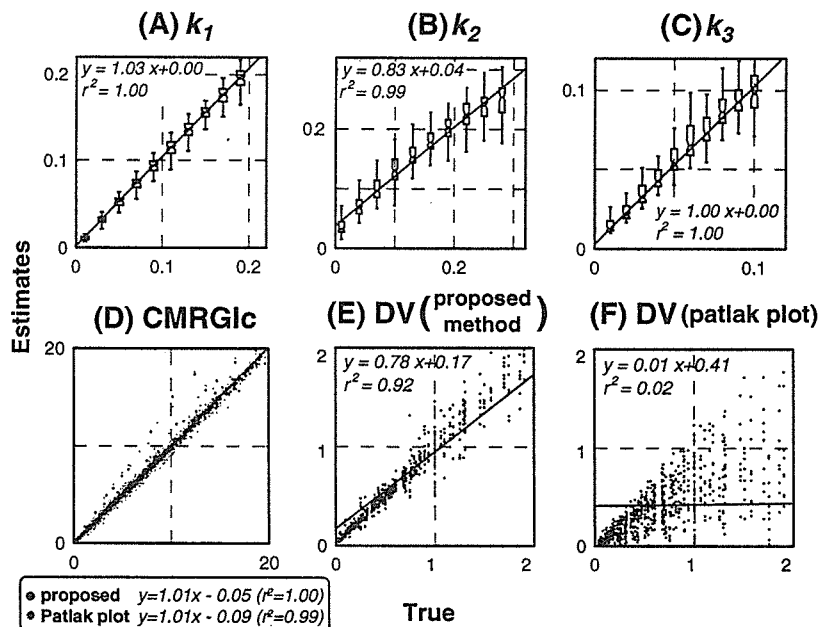 (A) k1
(B) k2
(C) k3
y = 1.03 x+0.00
r2 = 1.00
0.2
0.1
0
0.1
0.2
y = 0.83 x+0.04
r2 = 0.99
0.2
0
0
0.2
0.1
0
0
0.1
y = 1.00 x+0.00
r2 = 1.00
Estimates
(D) CMRGlc
(E) DV (proposed method)
(F) DV (patlak plot)
20
10
0
0
10
20
y = 0.78 x+0.17
r2 = 0.92
2
1
0
0
1
2
y = 0.01 x+0.41
r2 = 0.02
2
1
0
0
1
2
proposed y=1.01x - 0.05 (r2=1.00)
Patlak plot y=1.01x - 0.09 (r2=0.99)
True